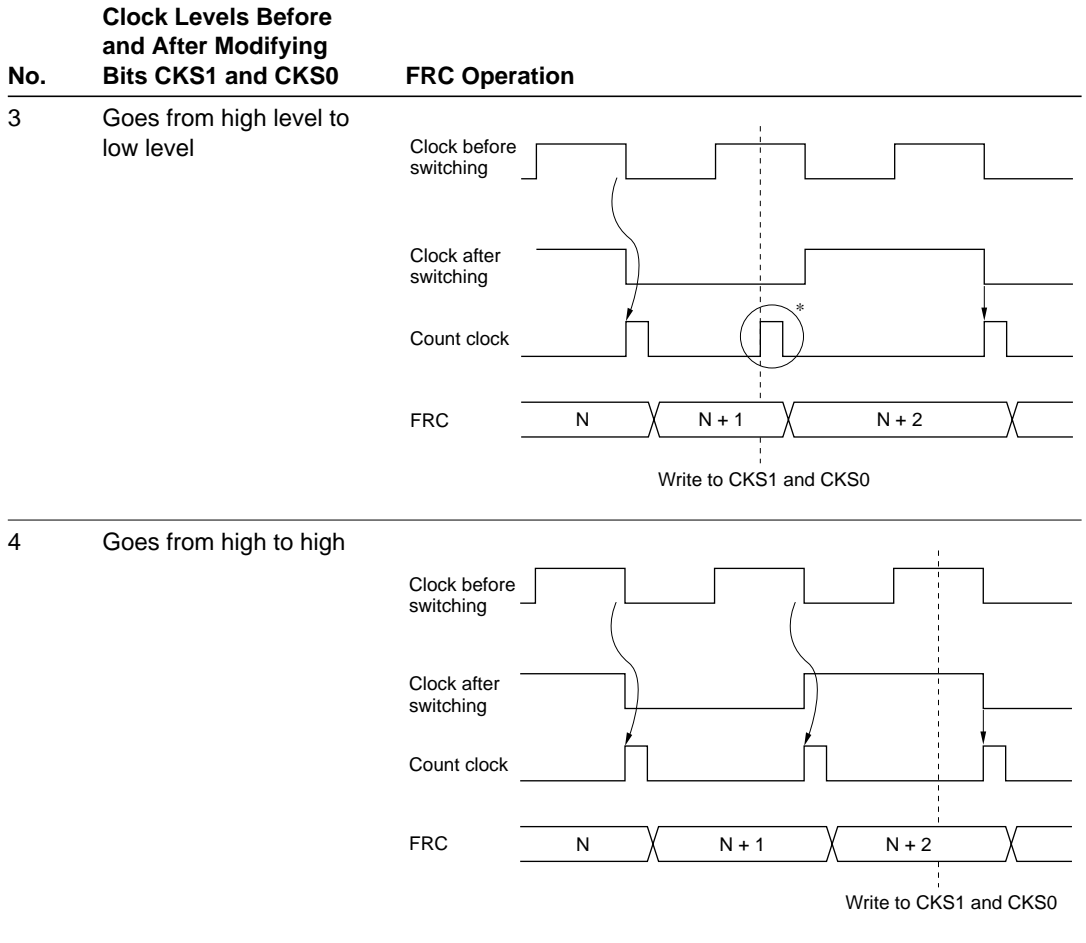 Clock Levels Before
and After Modifying
No. Bits CKS1 and CKS0 FRC Operation
3 Goes from high level to
low level
Clock before
switching
Clock after
switching
*
Count clock
FRC N N + 1 N + 2
Write to CKS1 and CKS0
4 Goes from high to high
Clock before
switching
Clock after
switching
Count clock
FRC N N + 1 N + 2
Write to CKS1 and CKS0